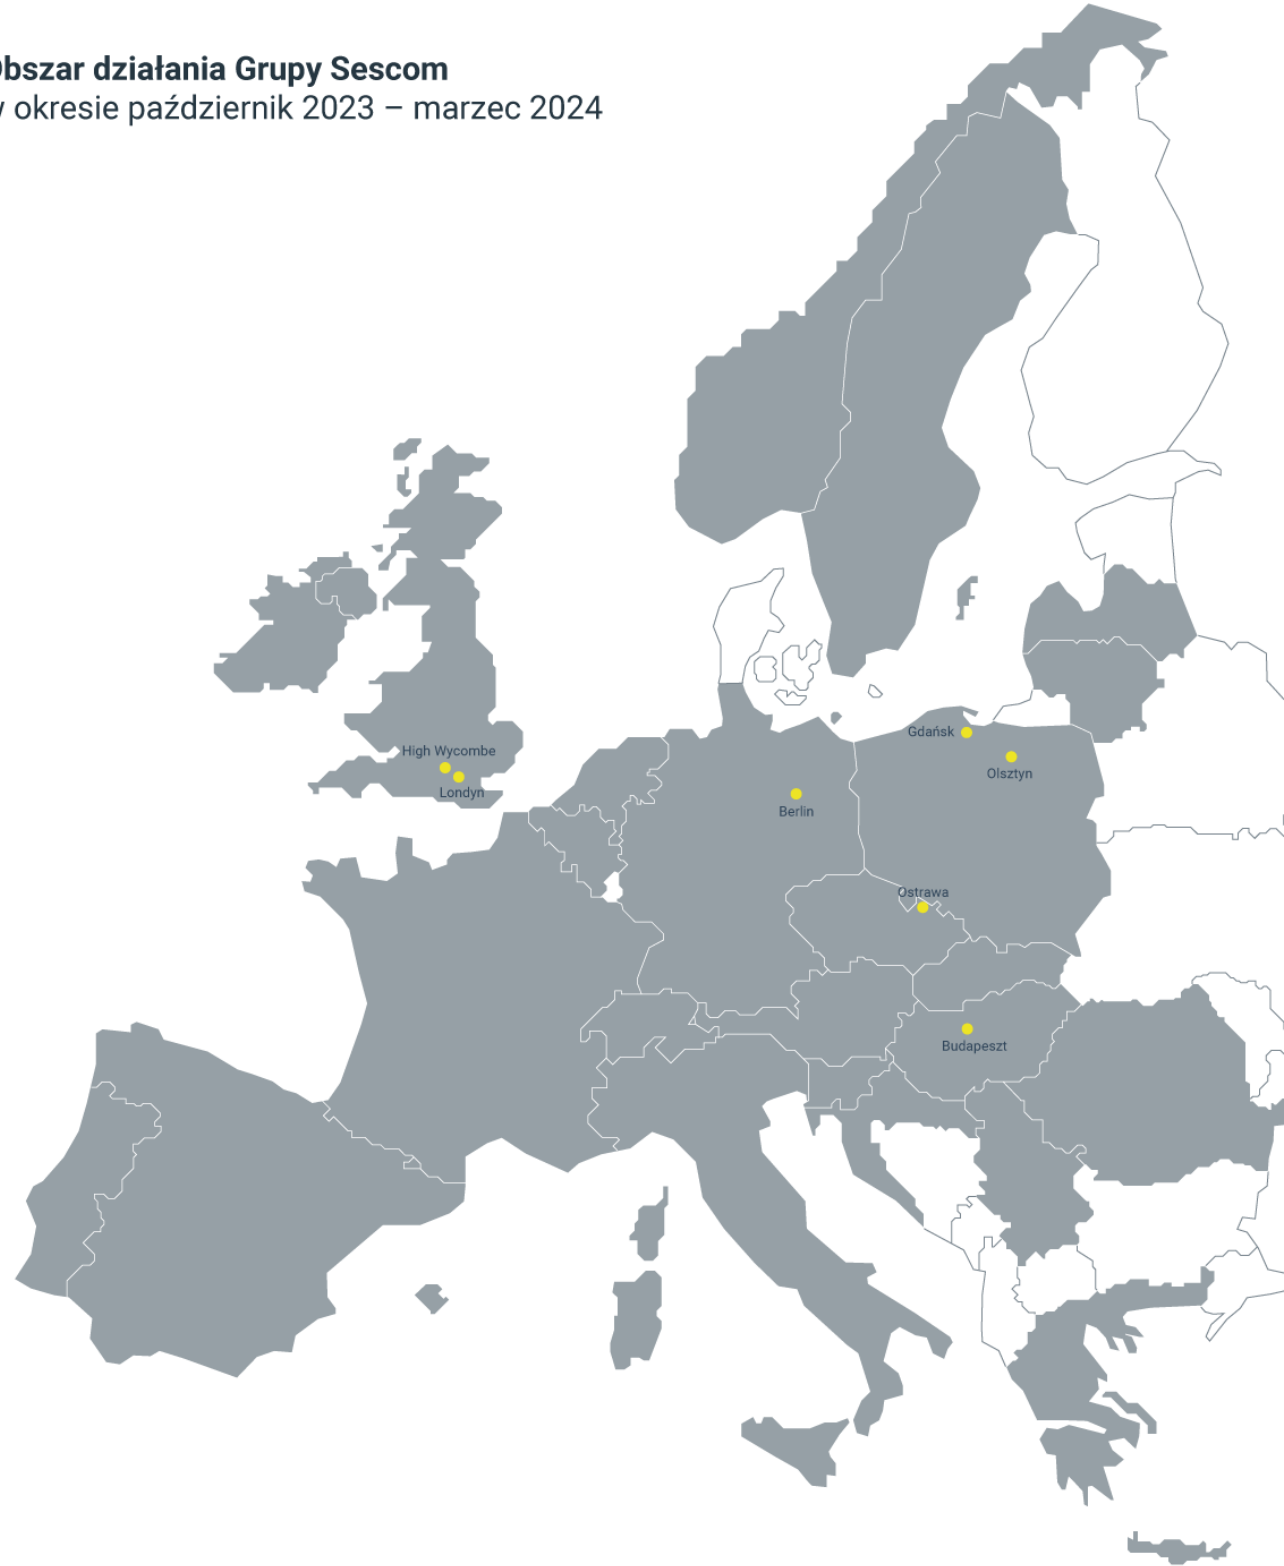 Obszar działania Grupy Sescom
w okresie październik 2023 – marzec 2024
Gdańsk
High Wycombe
Olsztyn
Londyn
Berlin
Ostrawa
Budapeszt